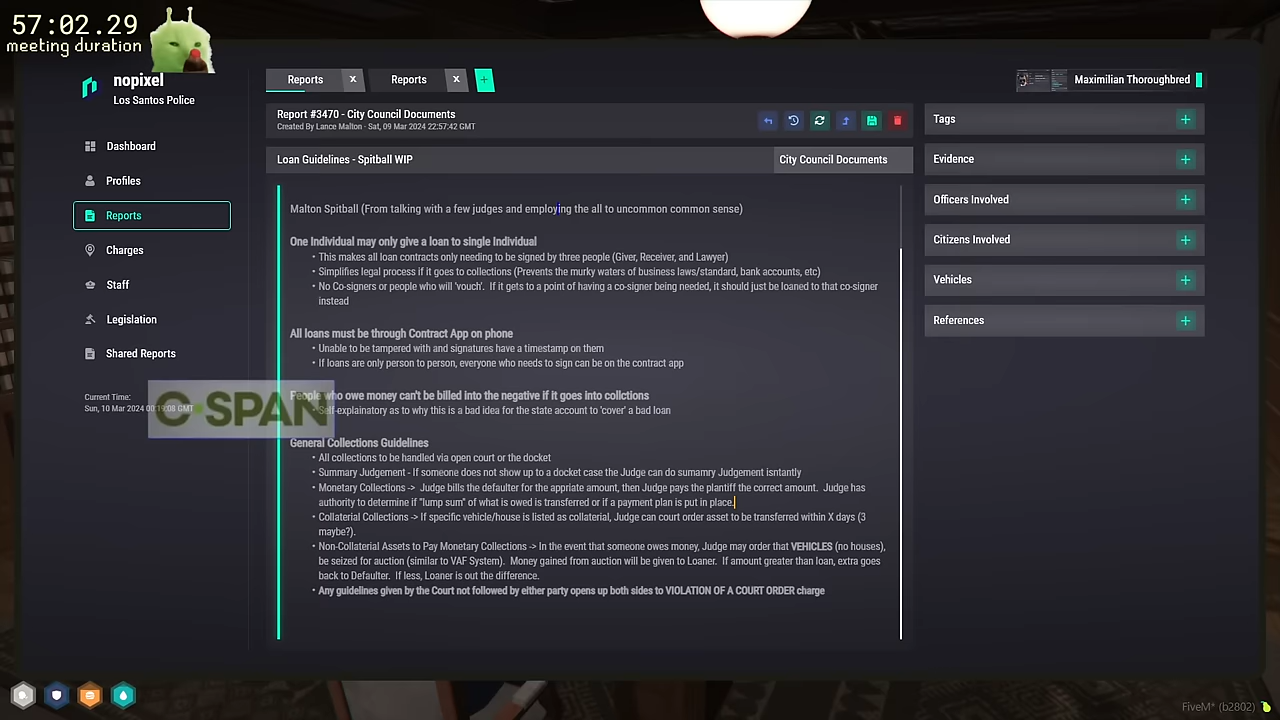 57:02.29
meeting duration
nopixel
Los Santos Police
Dashboard
Profiles
Reports
Charges
Staff
Legislation
Shared Reports
Current Time:
Sun, 10 Mar 2024 00:19:08 GMT
C·SPAN
Reports x
Reports x
+
Maximilian Thoroughbred
Report #3470 - City Council Documents
Created By Lance Malton · Sat, 09 Mar 2024 22:57:42 GMT
Loan Guidelines - Spitball WIP
City Council Documents
Malton Spitball (From talking with a few judges and employing the all to uncommon common sense)
One Individual may only give a loan to single Individual
• This makes all loan contracts only needing to be signed by three people (Giver, Receiver, and Lawyer)
• Simplifies legal process if it goes to collections (Prevents the murky waters of business laws/standard, bank accounts, etc)
• No Co-signers or people who will 'vouch'. If it gets to a point of having a co-signer being needed, it should just be loaned to that co-signer
instead
All loans must be through Contract App on phone
• Unable to be tampered with and signatures have a timestamp on them
• If loans are only person to person, everyone who needs to sign can be on the contract app
People who owe money can't be billed into the negative if it goes into collctions
Self-explanatory as to why this is a bad idea for the state account to 'cover' a bad loan
General Collections Guidelines
• All collections to be handled via open court or the docket
• Summary Judgement - If someone does not show up to a docket case the Judge can do sumamry Judgement isntantly
• Monetary Collections -> Judge bills the defaulter for the appriate amount, then Judge pays the plantiff the correct amount. Judge has
authority to determine if "lump sum" of what is owed is transferred or if a payment plan is put in place.
• Collaterial Collections -> If specific vehicle/house is listed as collaterial, Judge can court order asset to be transferred within X days (3
maybe?).
• Non-Collaterial Assets to Pay Monetary Collections -> In the event that someone owes money, Judge may order that VEHICLES (no houses),
be seized for auction (similar to VAF System). Money gained from auction will be given to Loaner. If amount greater than loan, extra goes
back to Defaulter. If less, Loaner is out the difference.
• Any guidelines given by the Court not followed by either party opens up both sides to VIOLATION OF A COURT ORDER charge
Tags +
Evidence +
Officers Involved +
Citizens Involved +
Vehicles +
References +
FiveM* (b2802)